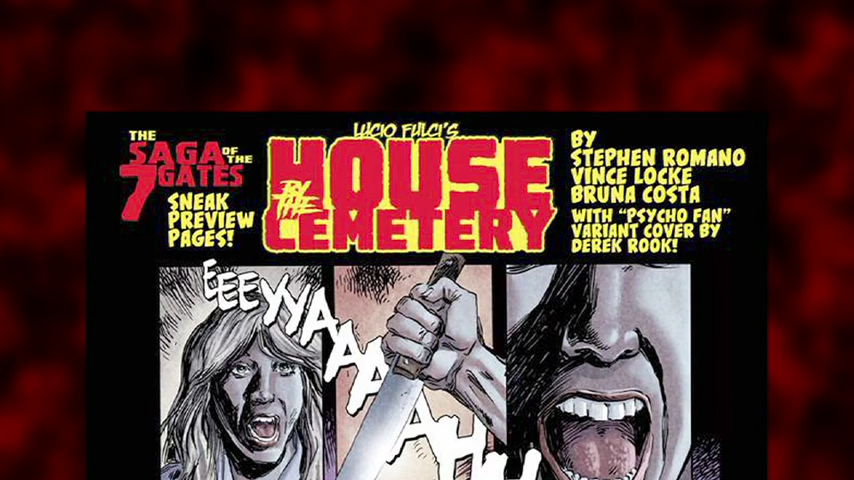 THE
SAGA OF THE
7 GATES
SNEAK
PREVIEW
PAGES!
LUCIO FULCI'S
HOUSE
BY THE
CEMETERY
BY
STEPHEN ROMANO
VINCE LOCKE
BRUNA COSTA
WITH "PSYCHO FAN"
VARIANT COVER BY
DEREK ROOK!
EEEYYAAAAAAHH